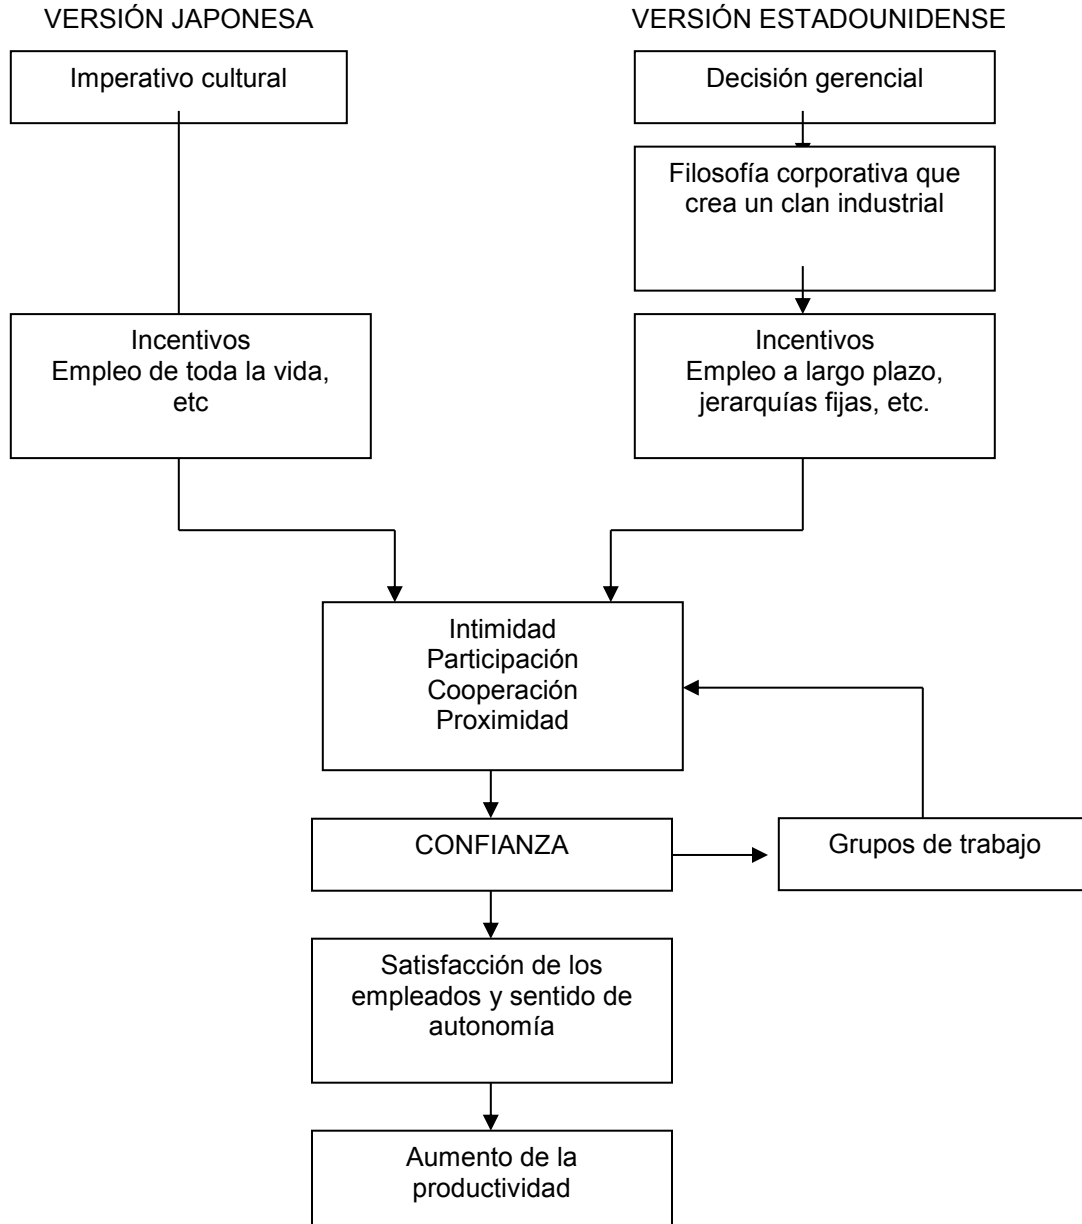 VERSIÓN JAPONESA
VERSIÓN ESTADOUNIDENSE
Imperativo cultural
Decisión gerencial
Filosofía corporativa que
crea un clan industrial
Incentivos
Empleo de toda la vida,
etc
Incentivos
Empleo a largo plazo,
jerarquías fijas, etc.
Intimidad
Participación
Cooperación
Proximidad
CONFIANZA
Grupos de trabajo
Satisfacción de los
empleados y sentido de
autonomía
Aumento de la
productividad